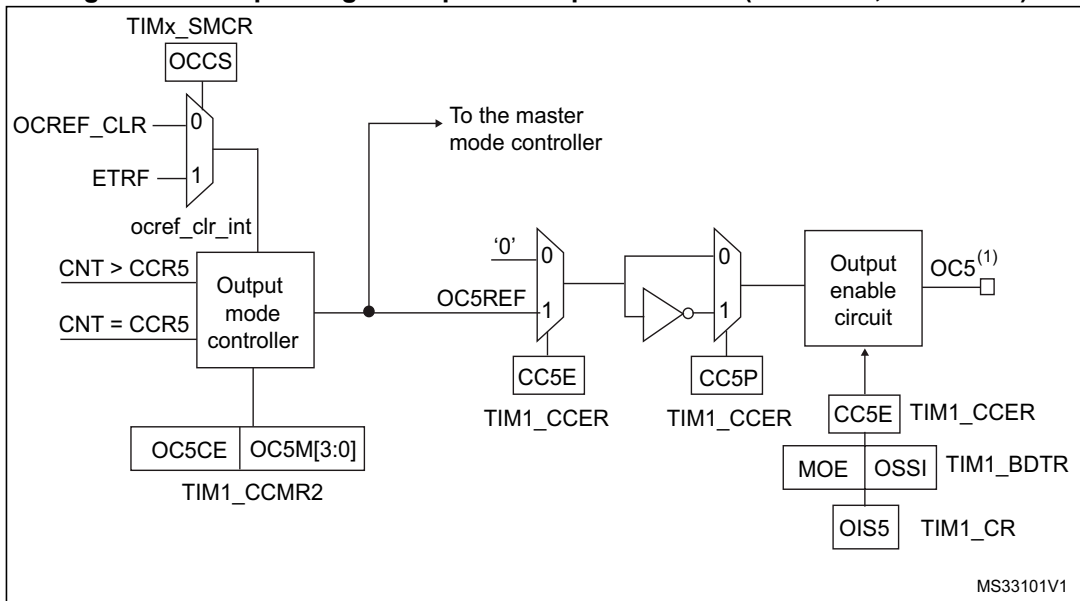 TIMx_SMCR
OCCS
OCREF_CLR
0
ETRF
1
ocref_clr_int
To the master
mode controller
CNT > CCR5
CNT = CCR5
Output
mode
controller
OC5CE
OC5M[3:0]
TIM1_CCMR2
'0'
0
OC5REF
1
CC5E
TIM1_CCER
0
1
CC5P
TIM1_CCER
Output
enable
circuit
OC5(1)
CC5E
TIM1_CCER
MOE
OSSI
TIM1_BDTR
OIS5
TIM1_CR
MS33101V1